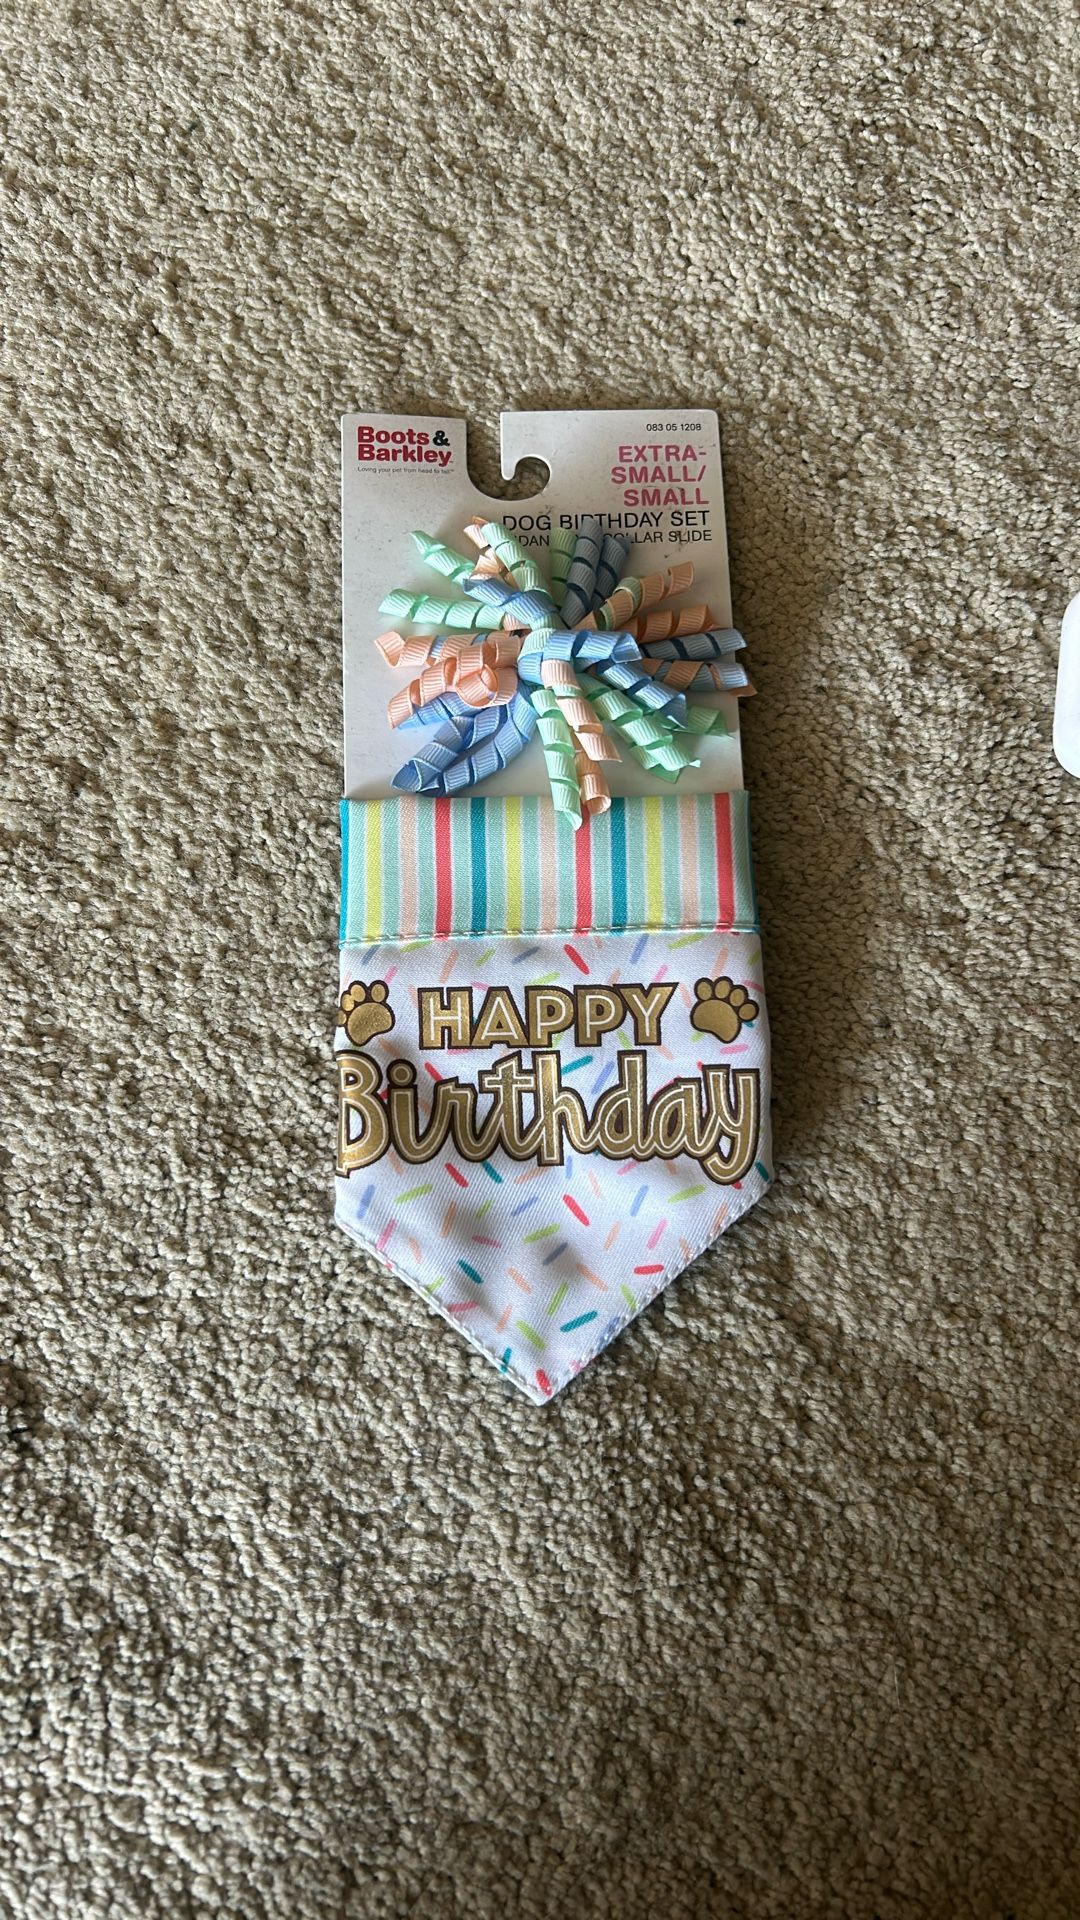 Boots&
Barkley
Loving your pet from head to tail™
083 05 1208
EXTRA-
SMALL/
SMALL
DOG BIRTHDAY SET
COLLAR SLIDE
HAPPY
Birthday